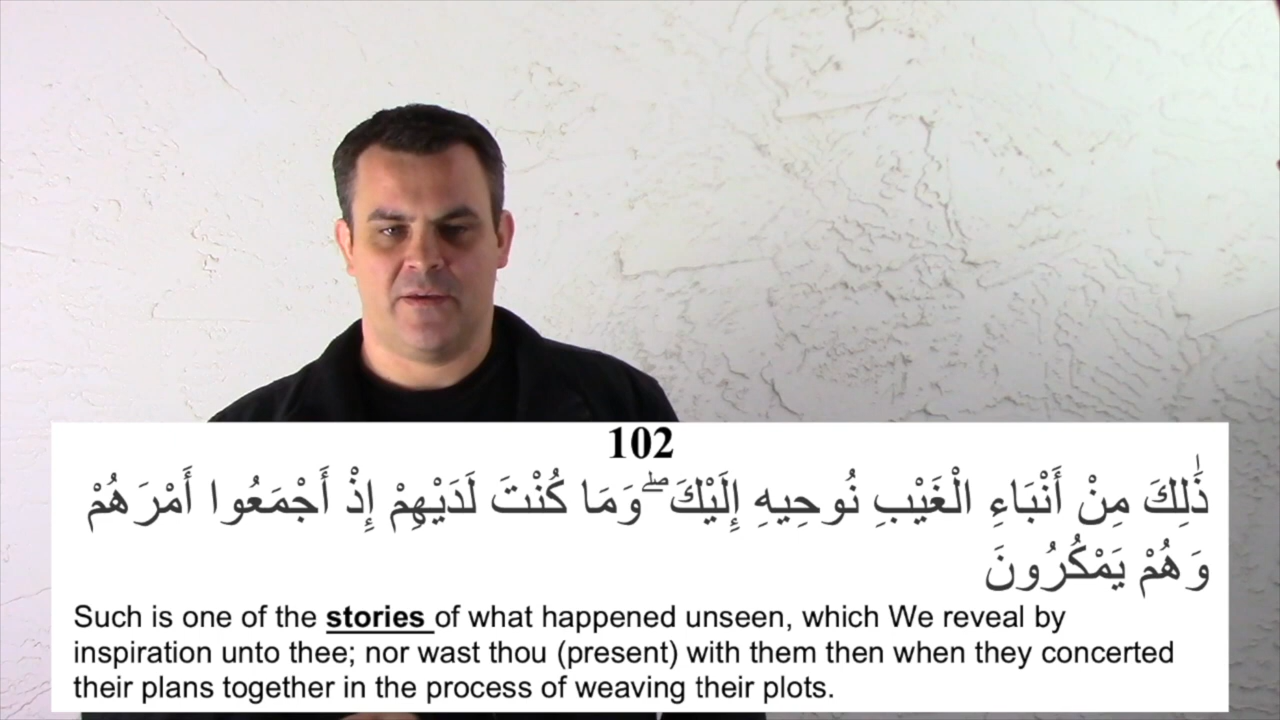 102
ذَٰلِكَ مِنْ أَنْبَاءِ الْغَيْبِ نُوحِيهِ إِلَيْكَ ۖ وَمَا كُنْتَ لَدَيْهِمْ إِذْ أَجْمَعُوا أَمْرَهُمْ
وَهُمْ يَمْكُرُونَ
Such is one of the stories of what happened unseen, which We reveal by
inspiration unto thee; nor wast thou (present) with them then when they concerted
their plans together in the process of weaving their plots.